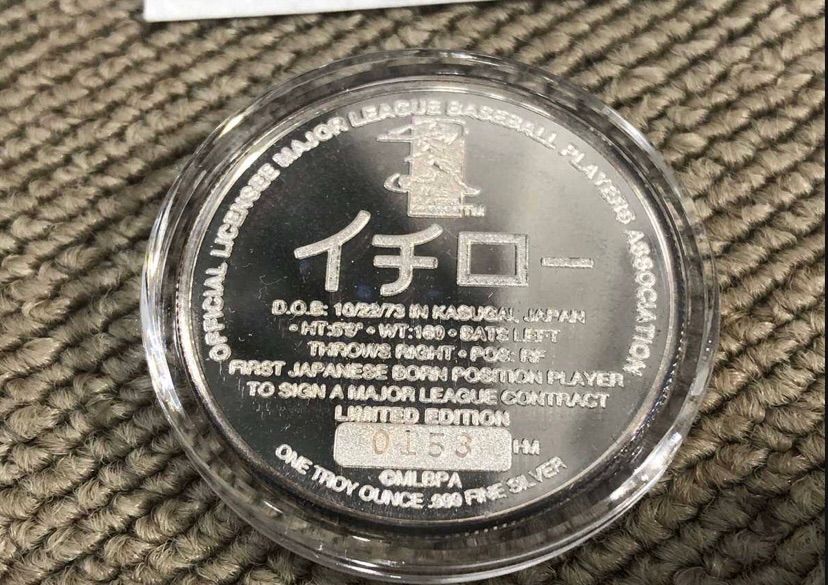 OFFICIAL LICENSEE MAJOR LEAGUE BASEBALL PLAYERS ASSOCIATION
TM
イチロー
D.O.B: 10/22/73 IN KASUGAI, JAPAN
• HT:5'9" • WT:160 • BATS LEFT
THROWS RIGHT • POS: RF
FIRST JAPANESE BORN POSITION PLAYER
TO SIGN A MAJOR LEAGUE CONTRACT
LIMITED EDITION
0153 HM
©MLBPA
ONE TROY OUNCE .999 FINE SILVER